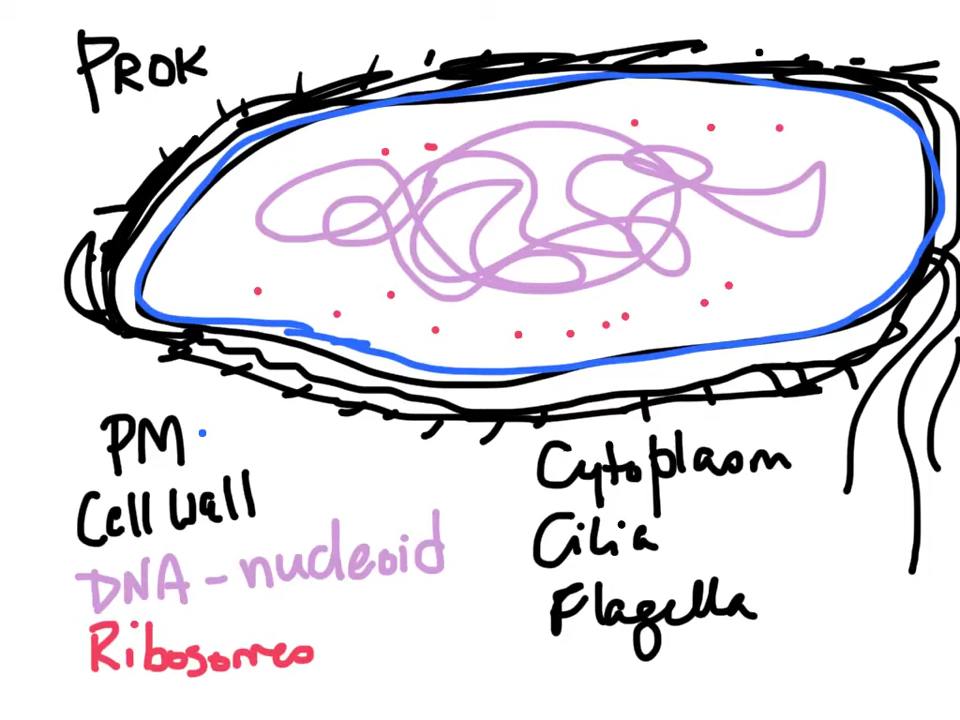 PROK
PM
Cell Wall
DNA - nucleoid
Ribosomes
Cytoplasm
Cilia
Flagella